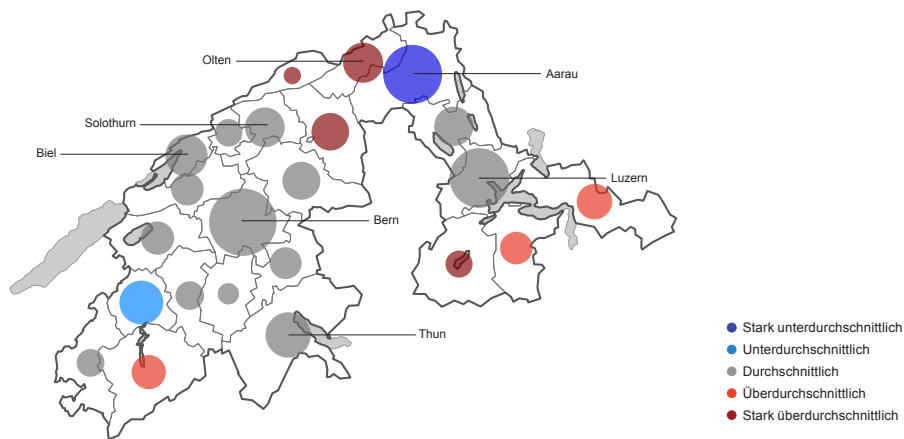 Olten
Aarau
Solothurn
Biel
Luzern
Bern
Thun
Stark unterdurchschnittlich
Unterdurchschnittlich
Durchschnittlich
Überdurchschnittlich
Stark überdurchschnittlich